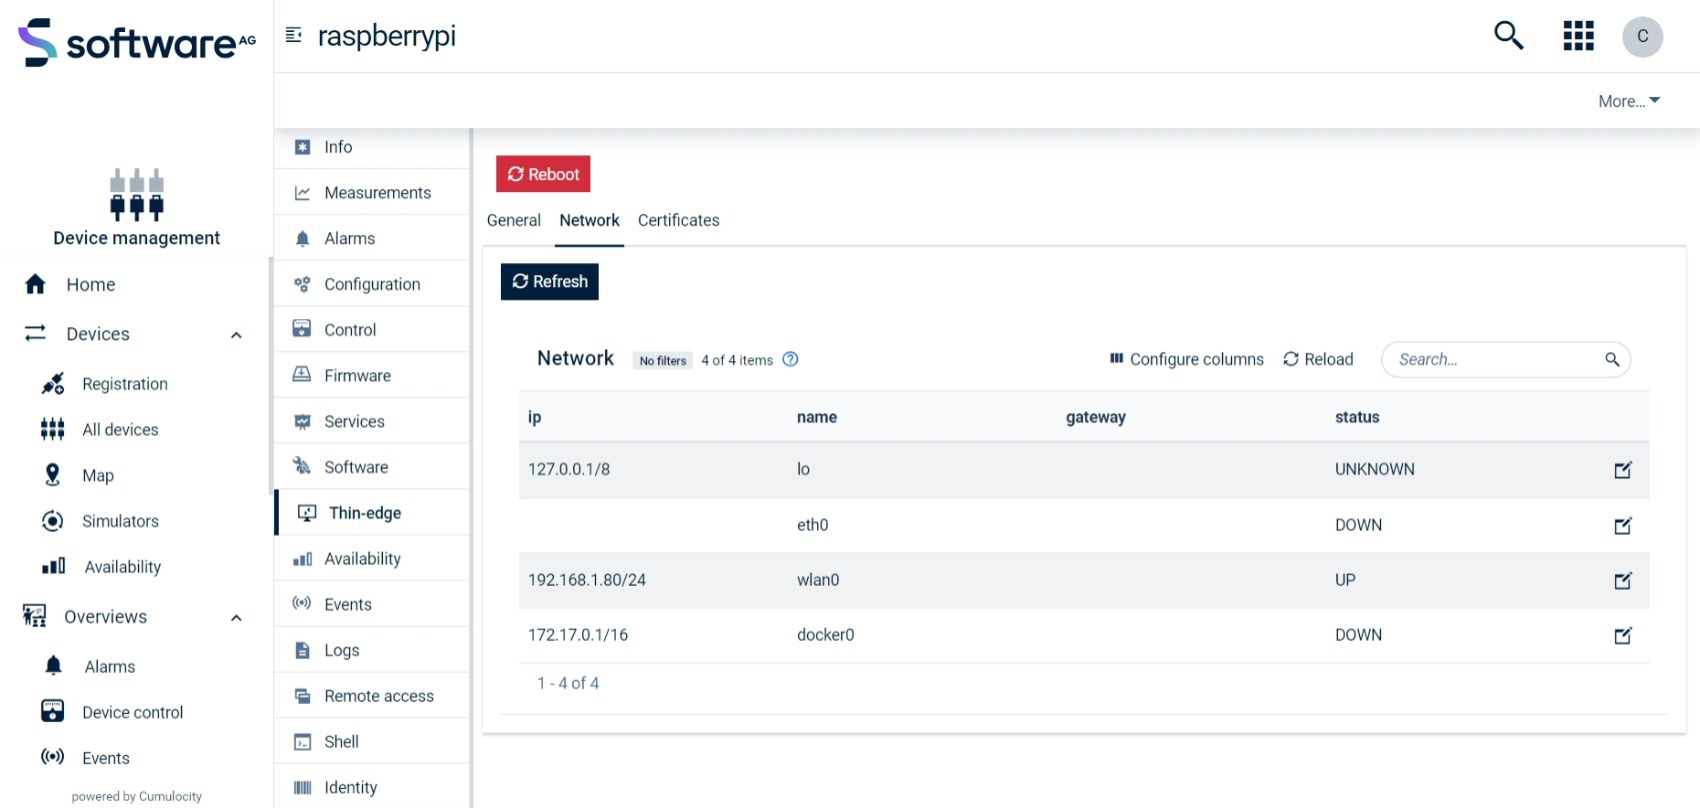 software AG
raspberrypi
C
More...
Device management
Home
Devices
Registration
All devices
Map
Simulators
Availability
Overviews
Alarms
Device control
Events
powered by Cumulocity
Info
Measurements
Alarms
Configuration
Control
Firmware
Services
Software
Thin-edge
Availability
Events
Logs
Remote access
Shell
Identity
Reboot
General Network Certificates
Refresh
Network No filters 4 of 4 items Configure columns Reload Search...
ip name gateway status
127.0.0.1/8 lo UNKNOWN
eth0 DOWN
192.168.1.80/24 wlan0 UP
172.17.0.1/16 docker0 DOWN
1 - 4 of 4